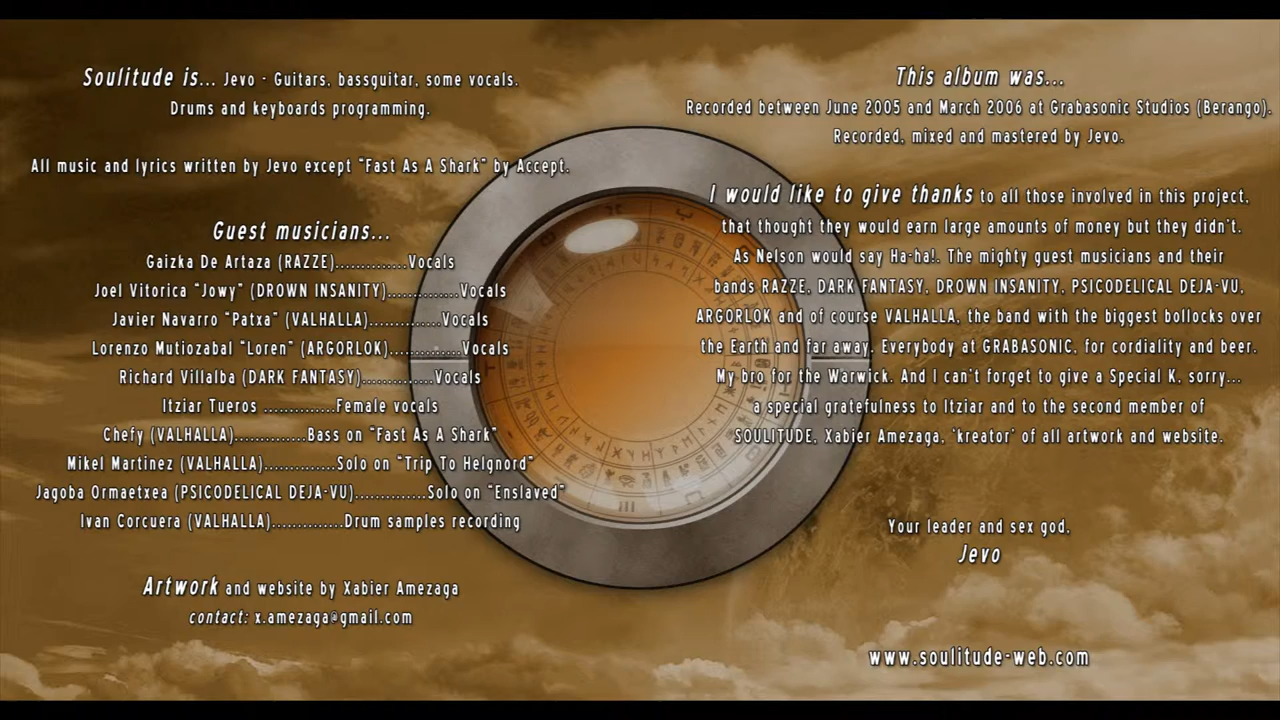 Soulitude is... Jevo - Guitars, bassguitar, some vocals.
Drums and keyboards programming.
All music and lyrics written by Jevo except "Fast As A Shark" by Accept.
Guest musicians...
Gaizka De Artaza (RAZZE).............Vocals
Joel Vitorica "Jowy" (DROWN INSANITY).............Vocals
Javier Navarro "Patxa" (VALHALLA).............Vocals
Lorenzo Mutiozabal "Loren" (ARGORLOK).............Vocals
Richard Villalba (DARK FANTASY).............Vocals
Itziar Tueros .............Female vocals
Chefy (VALHALLA).............Bass on "Fast As A Shark"
Mikel Martinez (VALHALLA).............Solo on "Trip To Helgnord"
Jagoba Ormaetxea (PSICODELICAL DEJA-VU).............Solo on "Enslaved"
Ivan Corcuera (VALHALLA).............Drum samples recording
Artwork and website by Xabier Amezaga
contact: x.amezaga@gmail.com
This album was...
Recorded between June 2005 and March 2006 at Grabasonic Studios (Berango).
Recorded, mixed and mastered by Jevo.
I would like to give thanks to all those involved in this project,
that thought they would earn large amounts of money but they didn't.
As Nelson would say Ha-ha!. The mighty guest musicians and their
bands RAZZE, DARK FANTASY, DROWN INSANITY, PSICODELICAL DEJA-VU,
ARGORLOK and of course VALHALLA, the band with the biggest bollocks over
the Earth and far away. Everybody at GRABASONIC, for cordiality and beer.
My bro for the Warwick. And I can't forget to give a Special K, sorry...
a special gratefulness to Itziar and to the second member of
SOULITUDE, Xabier Amezaga, 'kreator' of all artwork and website.
Your leader and sex god,
Jevo
www.soulitude-web.com